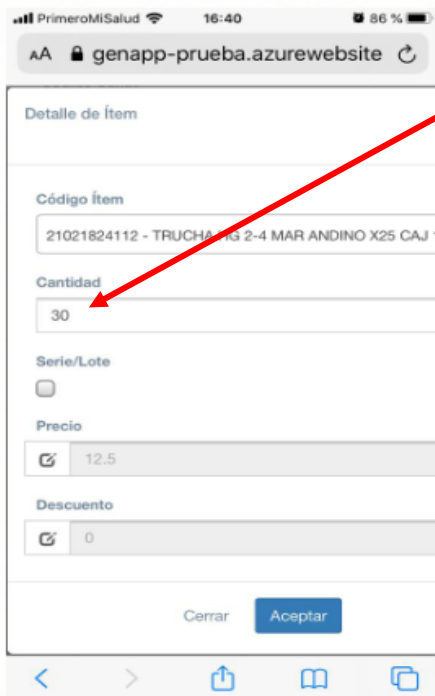 PrimeroMiSalud 16:40 86 %
AA genapp-prueba.azurewebsite
Detalle de Ítem
Código Ítem
21021824112 - TRUCHA HG 2-4 MAR ANDINO X25 CAJ
Cantidad
30
Serie/Lote
Precio
12.5
Descuento
0
Cerrar Aceptar